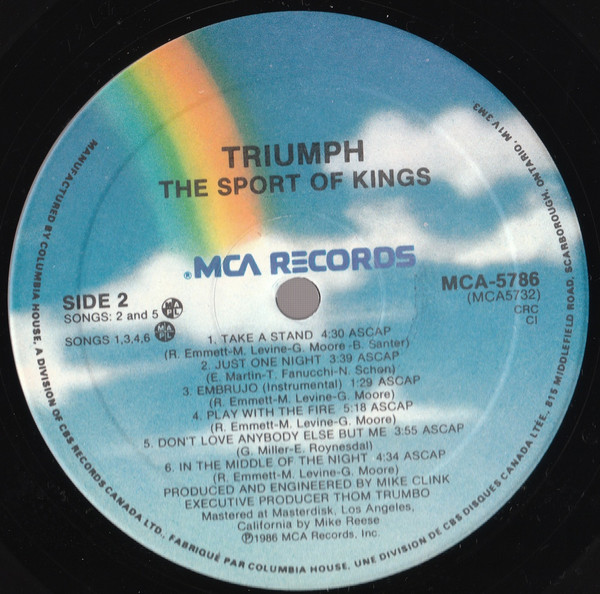 TRIUMPH
THE SPORT OF KINGS
®MCA RECORDS
SIDE 2
SONGS: 2 and 5 MAPL
SONGS 1,3,4,6 MAPL
MCA-5786
(MCA5732)
CRC
CI
1. TAKE A STAND 4:30 ASCAP
(R. Emmett-M. Levine-G. Moore-B. Santer)
2. JUST ONE NIGHT 3:39 ASCAP
(E. Martin-T. Fanucchi-N. Schon)
3. EMBRUJO (Instrumental) 1:29 ASCAP
(R. Emmett-M. Levine-G. Moore)
4. PLAY WITH THE FIRE 5:18 ASCAP
(R. Emmett-M. Levine-G. Moore)
5. DON'T LOVE ANYBODY ELSE BUT ME 3:55 ASCAP
(G. Miller-E. Roynesdal)
6. IN THE MIDDLE OF THE NIGHT 4:34 ASCAP
(R. Emmett-M. Levine-G. Moore)
PRODUCED AND ENGINEERED BY MIKE CLINK
EXECUTIVE PRODUCER THOM TRUMBO
Mastered at Masterdisk, Los Angeles,
California by Mike Reese
℗1986 MCA Records, Inc.
MANUFACTURED BY COLUMBIA HOUSE, A DIVISION OF CBS RECORDS CANADA LTD., FABRIQUÉ PAR COLUMBIA HOUSE, UNE DIVISION DE CBS DISQUES CANADA LTÉE, 815 MIDDLEFIELD ROAD, SCARBOROUGH, ONTARIO, M1V 3M3